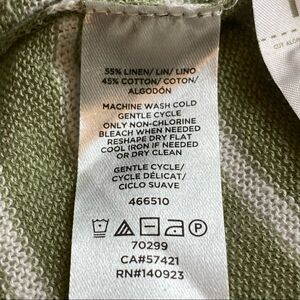 55% LINEN/ LIN/ LINO
45% COTTON/ COTON/
ALGODÓN
MACHINE WASH COLD
GENTLE CYCLE
ONLY NON-CHLORINE
BLEACH WHEN NEEDED
RESHAPE DRY FLAT
COOL IRON IF NEEDED
OR DRY CLEAN
GENTLE CYCLE/
CYCLE DÉLICAT/
CICLO SUAVE
466510
P
70299
CA#57421
RN#140923